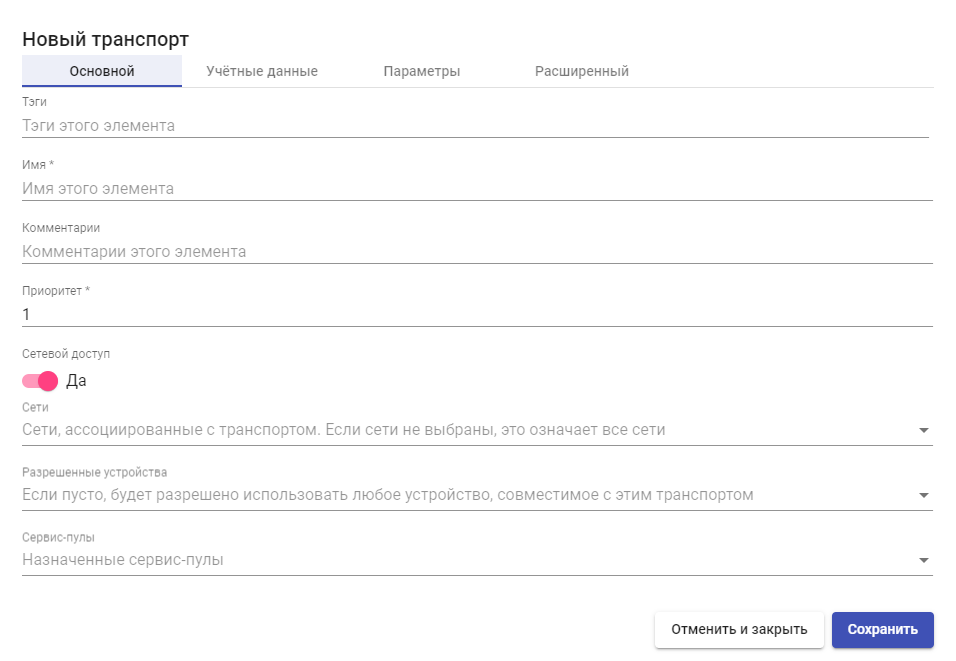 Новый транспорт
Основной Учётные данные Параметры Расширенный
Тэги
Тэги этого элемента
Имя *
Имя этого элемента
Комментарии
Комментарии этого элемента
Приоритет *
1
Сетевой доступ
Да
Сети
Сети, ассоциированные с транспортом. Если сети не выбраны, это означает все сети
Разрешенные устройства
Если пусто, будет разрешено использовать любое устройство, совместимое с этим транспортом
Сервис-пулы
Назначенные сервис-пулы
Отменить и закрыть Сохранить